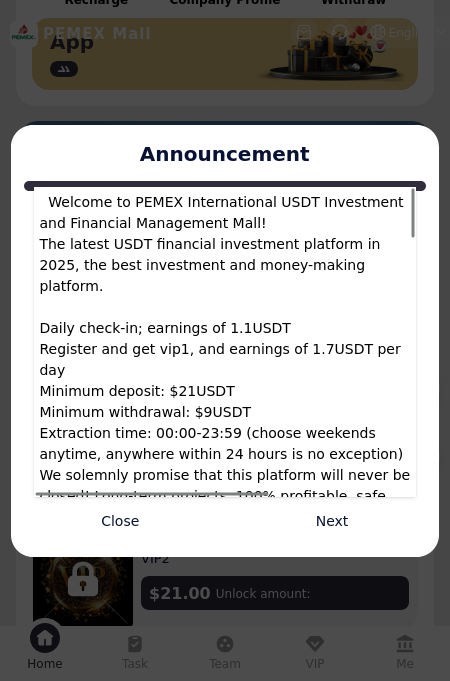 Recharge Company Profile Withdraw
PEMEX Mall
App
Announcement
Welcome to PEMEX International USDT Investment
and Financial Management Mall!
The latest USDT financial investment platform in
2025, the best investment and money-making
platform.
Daily check-in; earnings of 1.1USDT
Register and get vip1, and earnings of 1.7USDT per
day
Minimum deposit: $21USDT
Minimum withdrawal: $9USDT
Extraction time: 00:00-23:59 (choose weekends
anytime, anywhere within 24 hours is no exception)
We solemnly promise that this platform will never be
closed! Long-term projects, 100% profitable, safe
Close Next
VIP2
$21.00 Unlock amount:
Home Task Team VIP Me